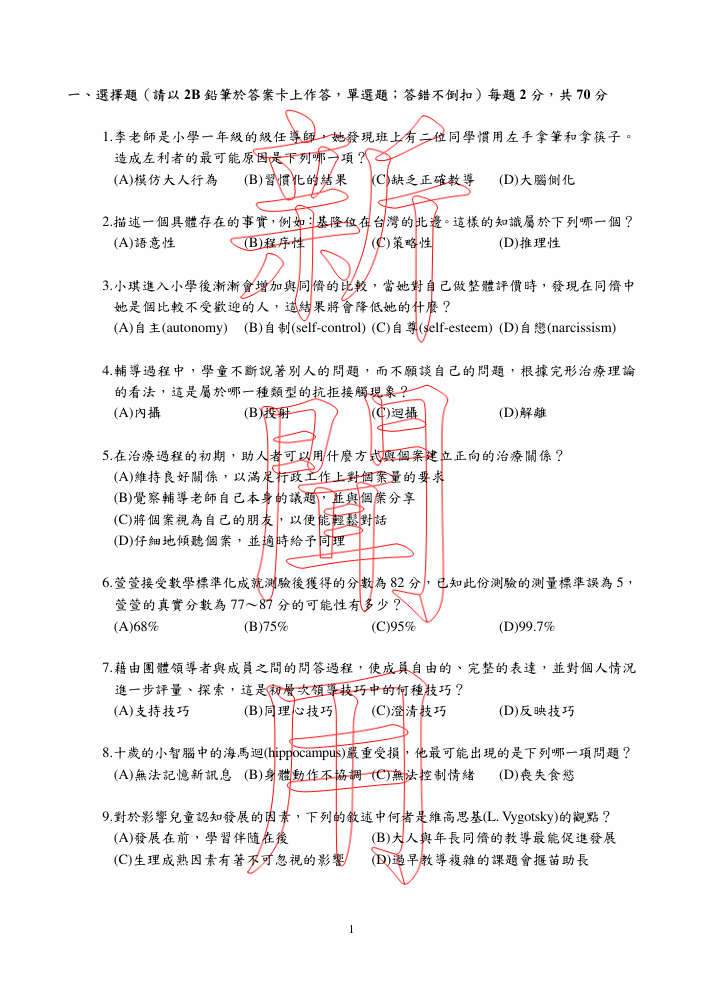 一、選擇題（請以 2B 鉛筆於答案卡上作答，單選題；答錯不倒扣）每題 2 分，共 70 分
1.李老師是小學一年級的級任導師，她發現班上有二位同學慣用左手拿筆和拿筷子。
造成左利者的最可能原因是下列哪一項？
(A)模仿大人行為 (B)習慣化的結果 (C)缺乏正確教導 (D)大腦側化
2.描述一個具體存在的事實，例如：基隆位在台灣的北邊。這樣的知識屬於下列哪一個？
(A)語意性 (B)程序性 (C)策略性 (D)推理性
3.小琪進入小學後漸漸會增加與同儕的比較，當她對自己做整體評價時，發現在同儕中
她是個比較不受歡迎的人，這結果將會降低她的什麼？
(A)自主(autonomy) (B)自制(self-control) (C)自尊(self-esteem) (D)自戀(narcissism)
4.輔導過程中，學童不斷說著別人的問題，而不願談自己的問題，根據完形治療理論
的看法，這是屬於哪一種類型的抗拒接觸現象？
(A)內攝 (B)投射 (C)迴攝 (D)解離
5.在治療過程的初期，助人者可以用什麼方式與個案建立正向的治療關係？
(A)維持良好關係，以滿足行政工作上對個案量的要求
(B)覺察輔導老師自己本身的議題，並與個案分享
(C)將個案視為自己的朋友，以便能輕鬆對話
(D)仔細地傾聽個案，並適時給予同理
6.萱萱接受數學標準化成就測驗後獲得的分數為 82 分，已知此份測驗的測量標準誤為 5，
萱萱的真實分數為 77～87 分的可能性有多少？
(A)68% (B)75% (C)95% (D)99.7%
7.藉由團體領導者與成員之間的問答過程，使成員自由的、完整的表達，並對個人情況
進一步評量、探索，這是初層次領導技巧中的何種技巧？
(A)支持技巧 (B)同理心技巧 (C)澄清技巧 (D)反映技巧
8.十歲的小智腦中的海馬迴(hippocampus)嚴重受損，他最可能出現的是下列哪一項問題？
(A)無法記憶新訊息 (B)身體動作不協調 (C)無法控制情緒 (D)喪失食慾
9.對於影響兒童認知發展的因素，下列的敘述中何者是維高思基(L. Vygotsky)的觀點？
(A)發展在前，學習伴隨在後 (B)大人與年長同儕的教導最能促進發展
(C)生理成熟因素有著不可忽視的影響 (D)過早教導複雜的課題會揠苗助長
1